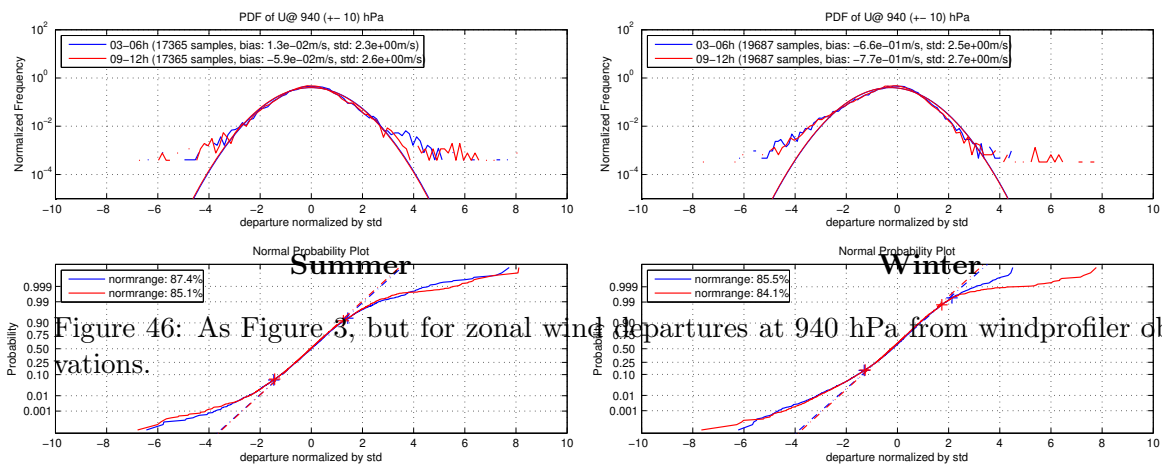 PDF of U@ 940 (+− 10) hPa
10^2
10^0
10^−2
10^−4
Normalized Frequency
03−06h (17365 samples, bias: 1.3e−02m/s, std: 2.3e+00m/s)
09−12h (17365 samples, bias: −5.9e−02m/s, std: 2.6e+00m/s)
−10 −8 −6 −4 −2 0 2 4 6 8 10
departure normalized by std
PDF of U@ 940 (+− 10) hPa
10^2
10^0
10^−2
10^−4
Normalized Frequency
03−06h (19687 samples, bias: −6.6e−01m/s, std: 2.5e+00m/s)
09−12h (19687 samples, bias: −7.7e−01m/s, std: 2.7e+00m/s)
−10 −8 −6 −4 −2 0 2 4 6 8 10
departure normalized by std
Normal Probability Plot
normrange: 87.4%
normrange: 85.1%
0.999
0.99
0.90
0.75
0.50
0.25
0.10
0.01
0.001
Probability
−10 −8 −6 −4 −2 0 2 4 6 8 10
departure normalized by std
Summer
Normal Probability Plot
normrange: 85.5%
normrange: 84.1%
0.999
0.99
0.90
0.75
0.50
0.25
0.10
0.01
0.001
Probability
−10 −8 −6 −4 −2 0 2 4 6 8 10
departure normalized by std
Winter
Figure 46: As Figure 3, but for zonal wind departures at 940 hPa from windprofiler ob
vations.